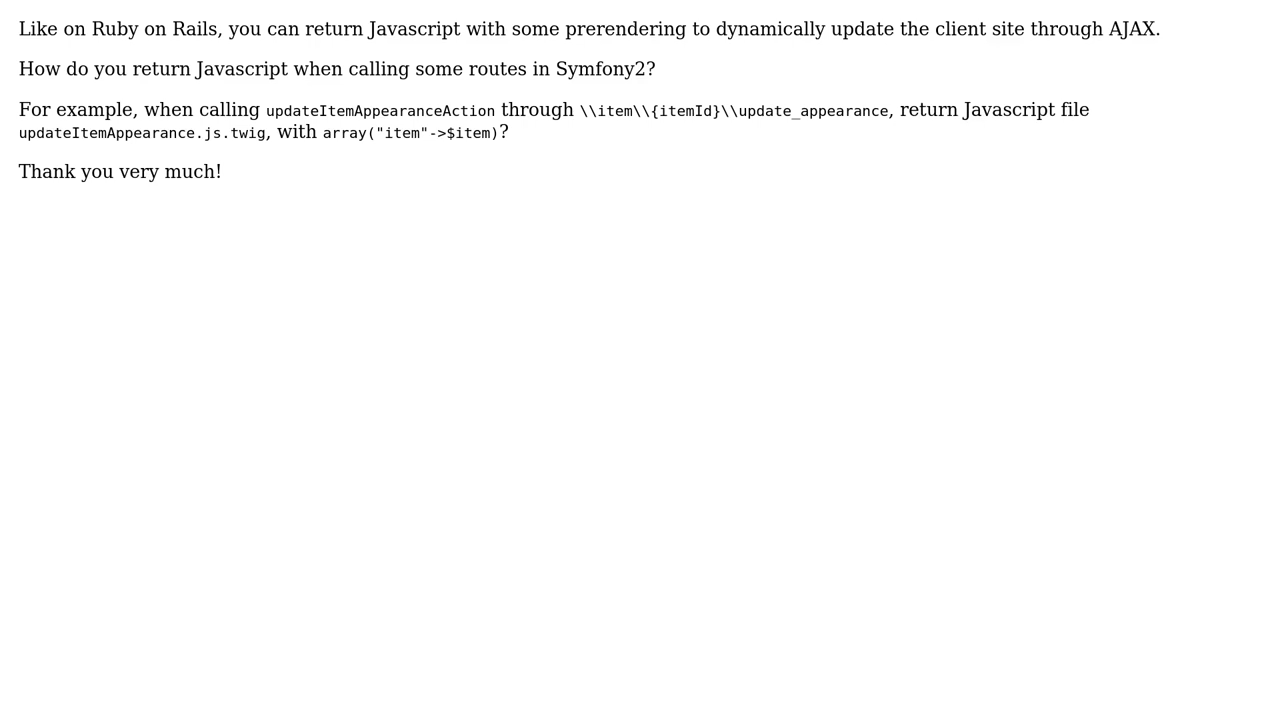 Like on Ruby on Rails, you can return Javascript with some prerendering to dynamically update the client site through AJAX.
How do you return Javascript when calling some routes in Symfony2?
For example, when calling updateItemAppearanceAction through \\item\\{itemId}\\update_appearance, return Javascript file
updateItemAppearance.js.twig, with array("item"->$item)?
Thank you very much!